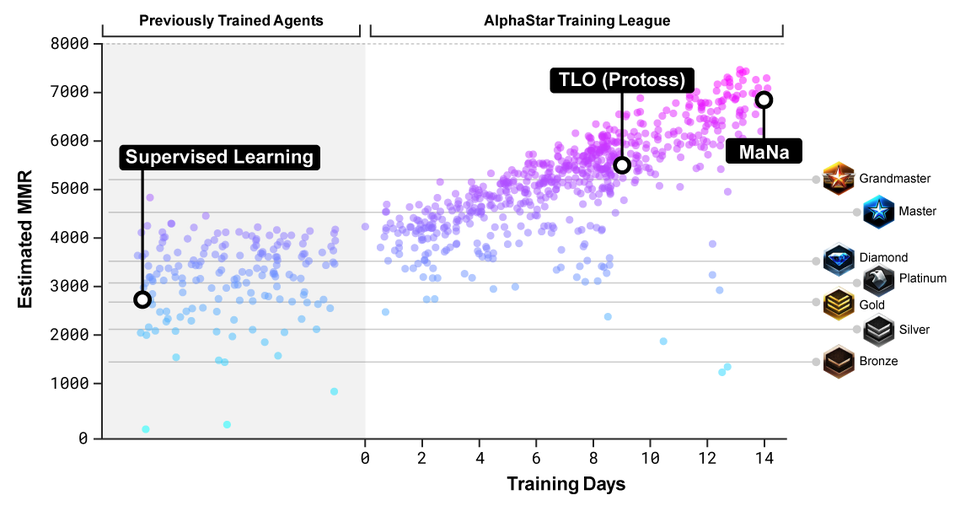 Previously Trained Agents
AlphaStar Training League
8000
7000
6000
5000
4000
3000
2000
1000
0
Estimated MMR
Supervised Learning
TLO (Protoss)
MaNa
Grandmaster
Master
Diamond
Platinum
Gold
Silver
Bronze
0 2 4 6 8 10 12 14
Training Days